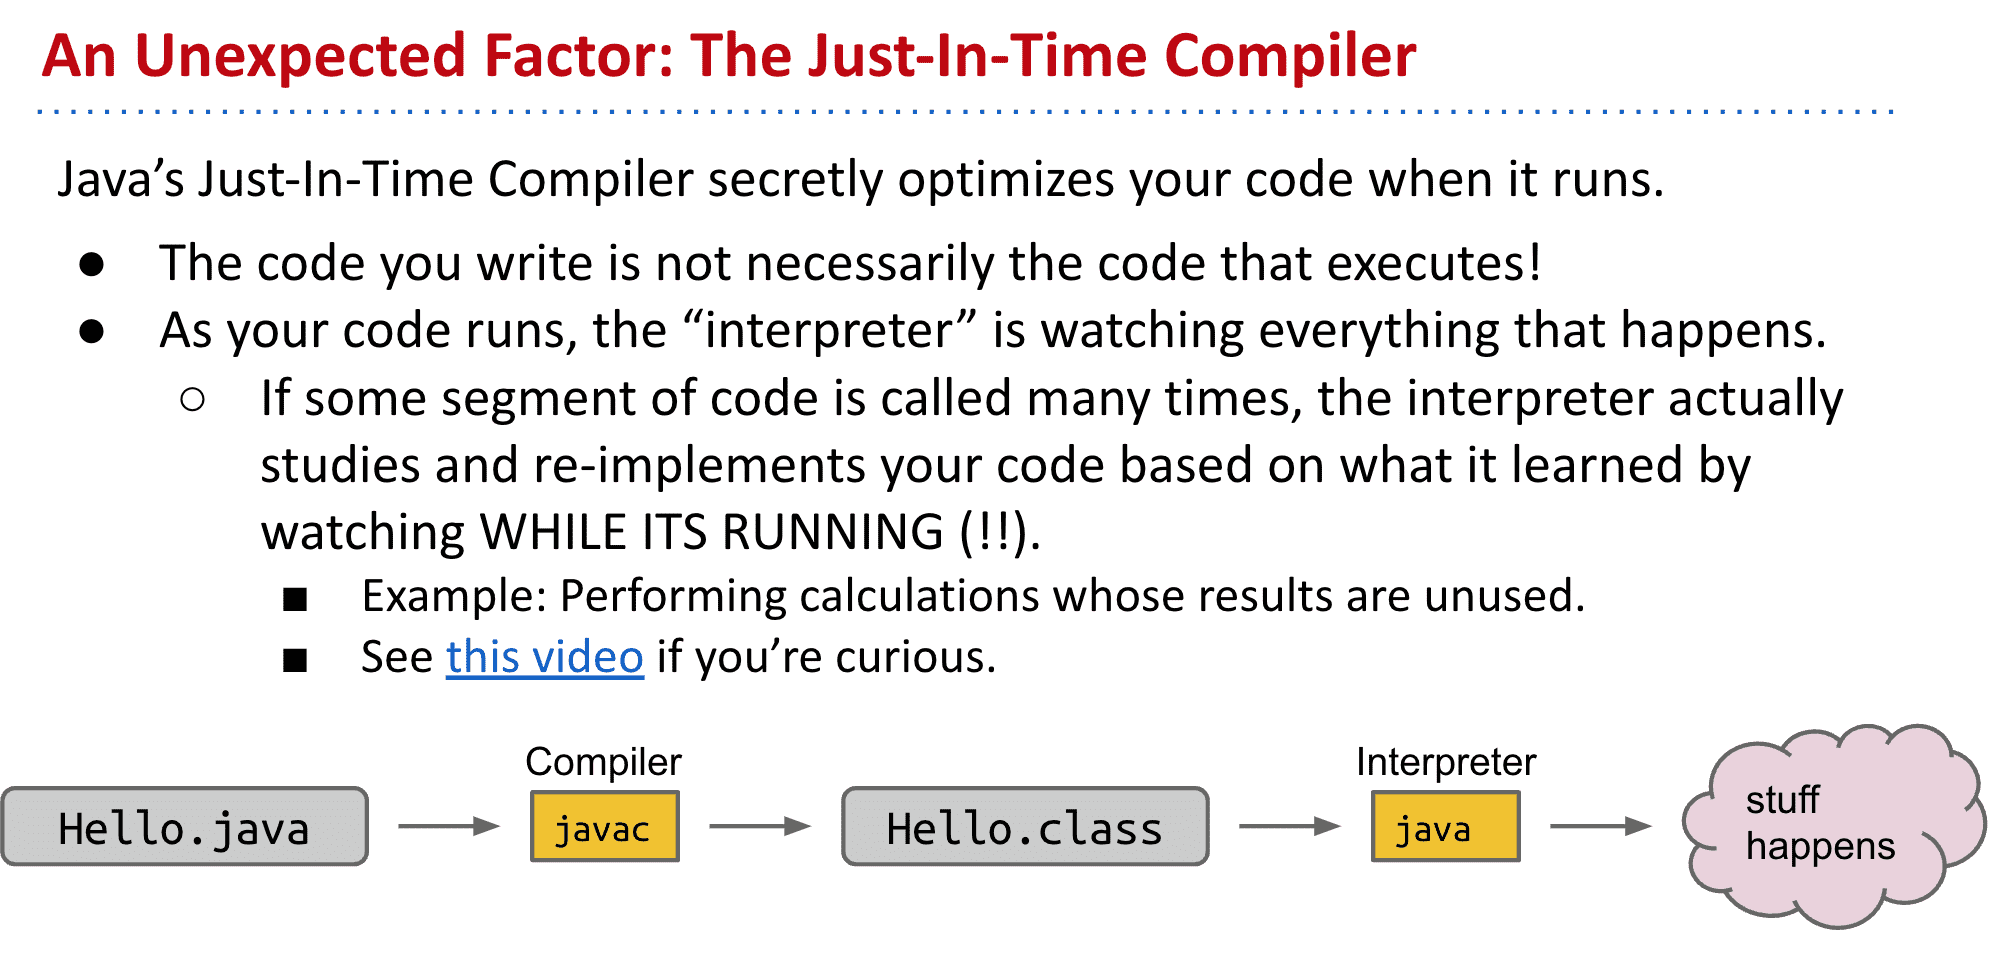 An Unexpected Factor: The Just-In-Time Compiler
Java’s Just-In-Time Compiler secretly optimizes your code when it runs.
● The code you write is not necessarily the code that executes!
● As your code runs, the “interpreter” is watching everything that happens.
○ If some segment of code is called many times, the interpreter actually
studies and re-implements your code based on what it learned by
watching WHILE ITS RUNNING (!!).
■ Example: Performing calculations whose results are unused.
■ See this video if you’re curious.
Compiler
Interpreter
Hello.java
javac
Hello.class
java
stuff
happens